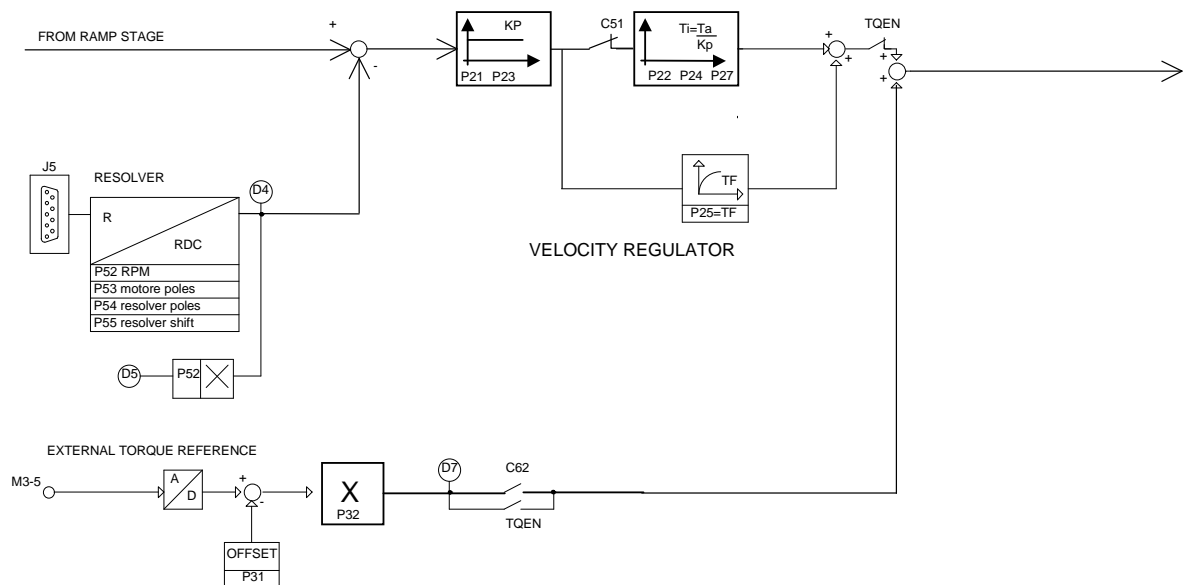 FROM RAMP STAGE
+
-
KP
P21 P23
C51
Ti=Ta
Kp
P22 P24 P27
+
+
TQEN
+
+
J5
RESOLVER
R
RDC
P52 RPM
P53 motore poles
P54 resolver poles
P55 resolver shift
D4
TF
P25=TF
VELOCITY REGULATOR
D5
P52
EXTERNAL TORQUE REFERENCE
M3-5
A
D
+
-
OFFSET
P31
X
P32
D7
C62
TQEN